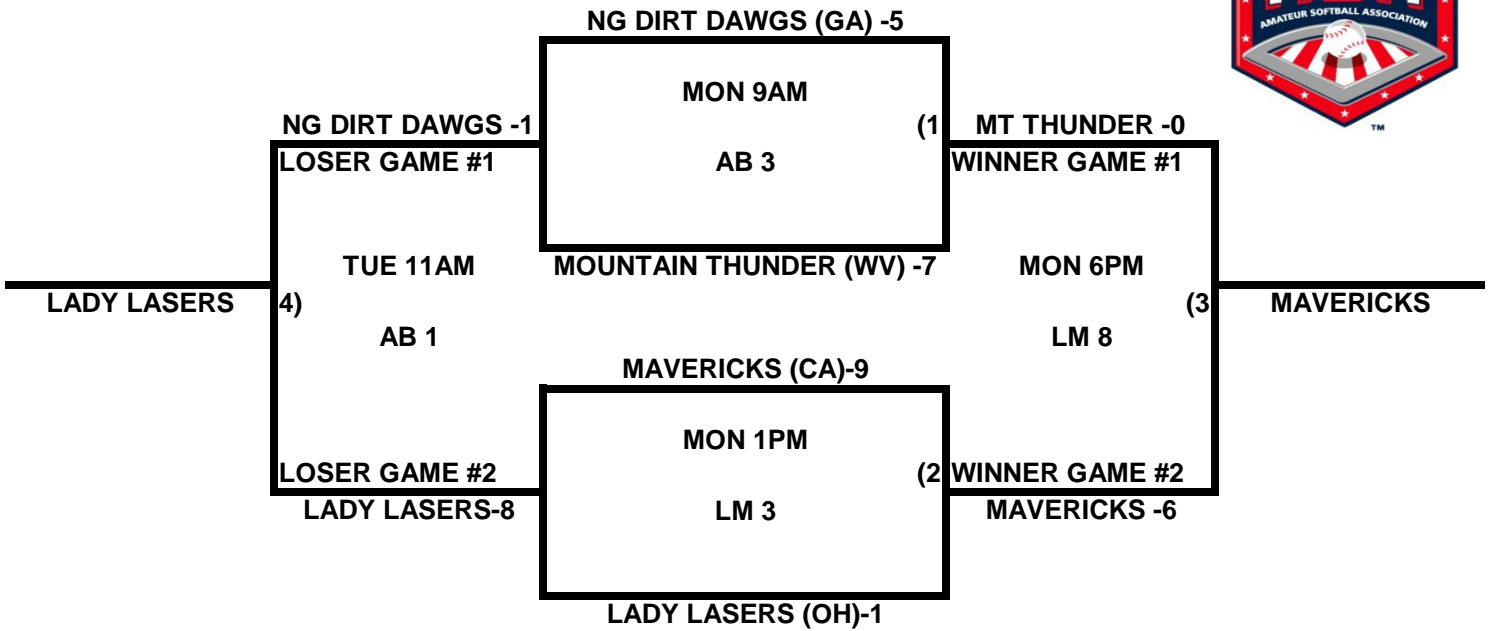 NG DIRT DAWGS (GA) -5
AMATEUR SOFTBALL ASSOCIATION
TM
MON 9AM
NG DIRT DAWGS -1
(1
MT THUNDER -0
LOSER GAME #1
AB 3
WINNER GAME #1
TUE 11AM
MOUNTAIN THUNDER (WV) -7
MON 6PM
LADY LASERS
4)
(3
MAVERICKS
AB 1
LM 8
MAVERICKS (CA)-9
MON 1PM
LOSER GAME #2
(2
WINNER GAME #2
LADY LASERS-8
LM 3
MAVERICKS -6
LADY LASERS (OH)-1